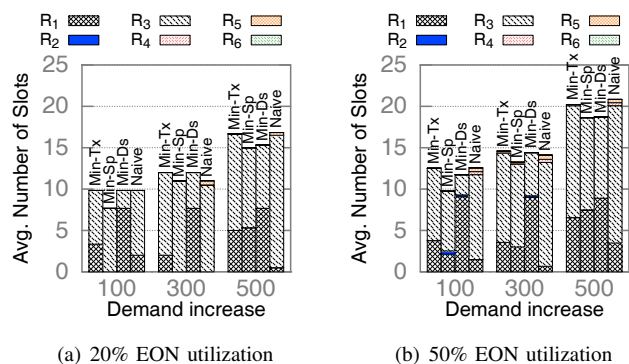 R1 R3 R5
R2 R4 R6
25
20
15
10
5
0
Avg. Number of Slots
Min-Tx
Min-Sp
Min-Ds
Naive
Min-Tx
Min-Sp
Min-Ds
Naive
Min-Tx
Min-Sp
Min-Ds
Naive
100 300 500
Demand increase
(a) 20% EON utilization
R1 R3 R5
R2 R4 R6
25
20
15
10
5
0
Avg. Number of Slots
Min-Tx
Min-Sp
Min-Ds
Naive
Min-Tx
Min-Sp
Min-Ds
Naive
Min-Tx
Min-Sp
Min-Ds
Naive
100 300 500
Demand increase
(b) 50% EON utilization